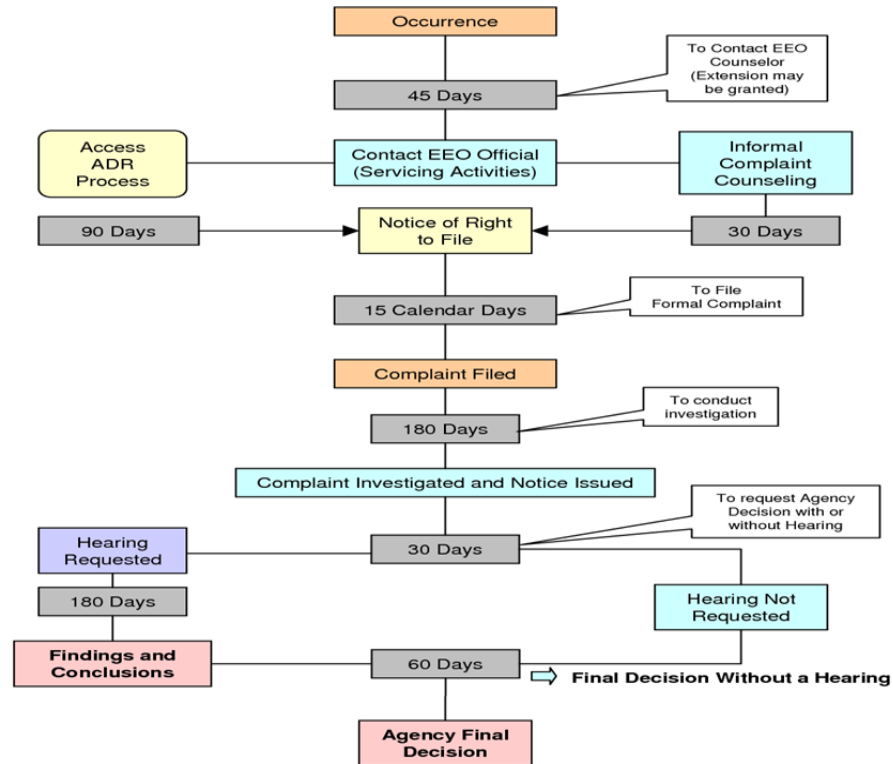 Occurrence
To Contact EEO
Counselor
(Extension may
be granted)
45 Days
Access
ADR
Process
Contact EEO Official
(Servicing Activities)
Informal
Complaint
Counseling
90 Days
Notice of Right
to File
30 Days
To File
Formal Complaint
15 Calendar Days
Complaint Filed
To conduct
investigation
180 Days
Complaint Investigated and Notice Issued
To request Agency
Decision with or
without Hearing
Hearing
Requested
30 Days
180 Days
Hearing Not
Requested
Findings and
Conclusions
60 Days
Final Decision Without a Hearing
Agency Final
Decision